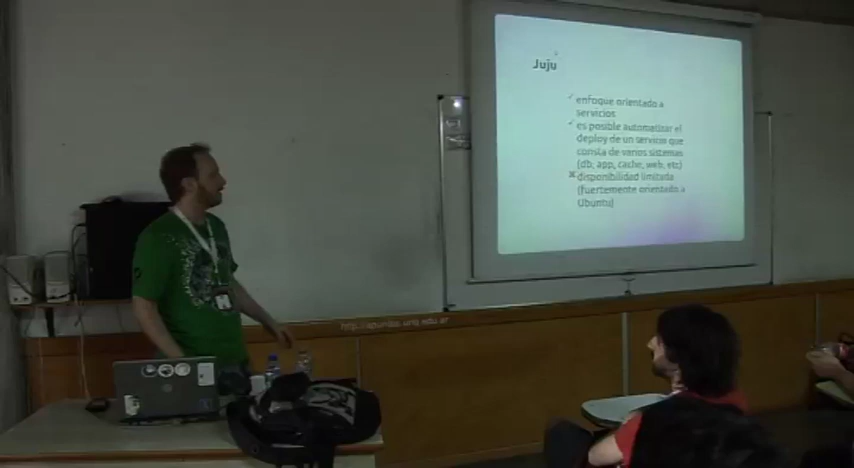 Juju
✓ enfoque orientado a
servicios
✓ es posible automatizar el
deploy de un servicio que
consta de varios sistemas
(db, app, cache, web, etc)
✖ disponibilidad limitada
(fuertemente orientado a
Ubuntu)